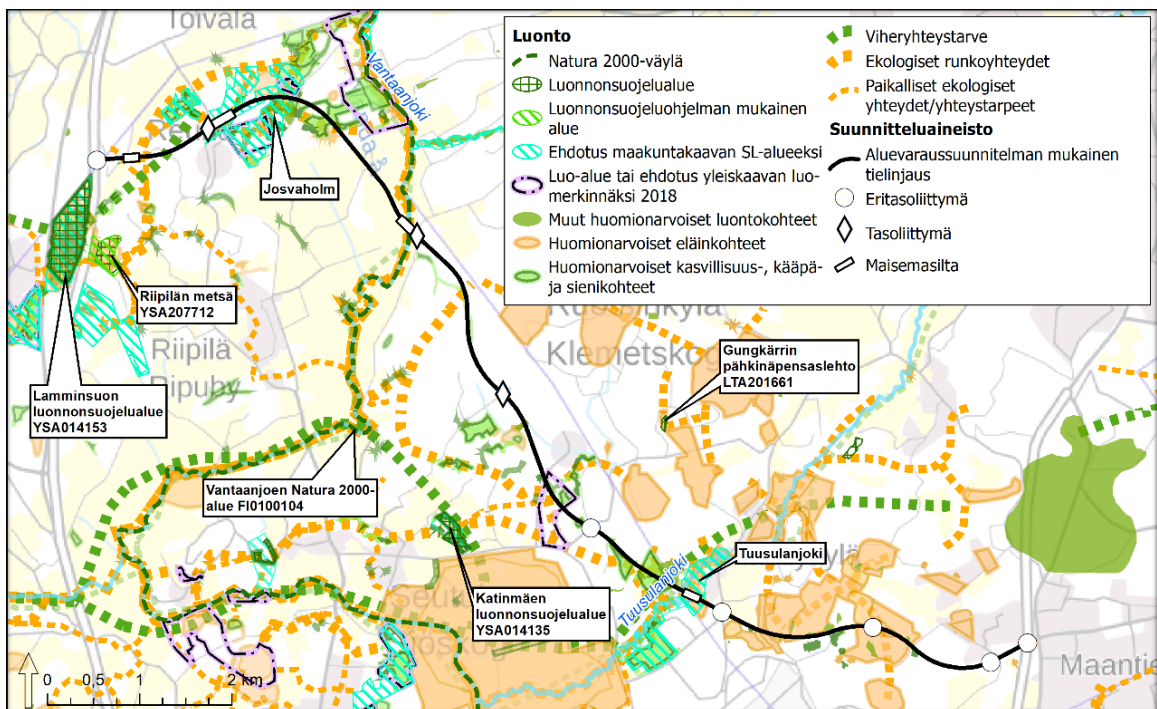 Toivala
Luonto
Natura 2000-väylä
Luonnonsuojelualue
Luonnonsuojeluohjelman mukainen
alue
Ehdotus maakuntakaavan SL-alueeksi
Luo-alue tai ehdotus yleiskaavan luo-
merkinnäksi 2018
Muut huomionarvoiset luontokohteet
Huomionarvoiset eläinkohteet
Huomionarvoiset kasvillisuus-, kääpä-
ja sienikohteet
Viheryhteystarve
Ekologiset runkoyhteydet
Paikalliset ekologiset
yhteydet/yhteystarpeet
Suunnitteluaineisto
Aluevaraussuunnitelman mukainen
tielinjaus
Eritasoliittymä
Tasoliittymä
Maisemasilta
Vantaanjoki
Josvaholm
Riipilän metsä
YSA207712
Riipilä
Ripuby
Lamminsuon
luonnonsuojelualue
YSA014153
Klemetskog
Gungkärrin
pähkinäpensaslehto
LTA201661
Vantaanjoen Natura 2000-
alue FI0100104
Tuusulanjoki
Tuusulanjoki
Katinmäen
luonnonsuojelualue
YSA014135
Maantie
0 0,5 1 2 km